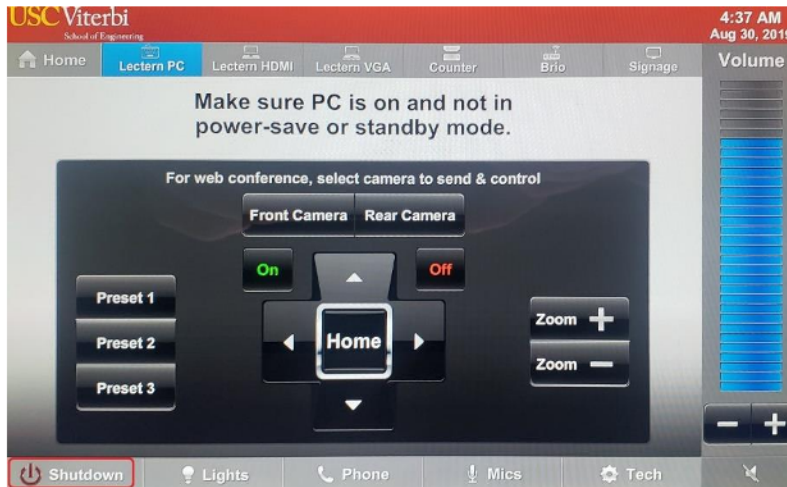 USC Viterbi
School of Engineering
4:37 AM
Aug 30, 2019
Home
Lectern PC
Lectern HDMI
Lectern VGA
Counter
Brio
Signage
Volume
Make sure PC is on and not in
power-save or standby mode.
For web conference, select camera to send & control
Front Camera
Rear Camera
On
Off
Preset 1
Preset 2
Preset 3
Home
Zoom +
Zoom −
− +
Shutdown
Lights
Phone
Mics
Tech